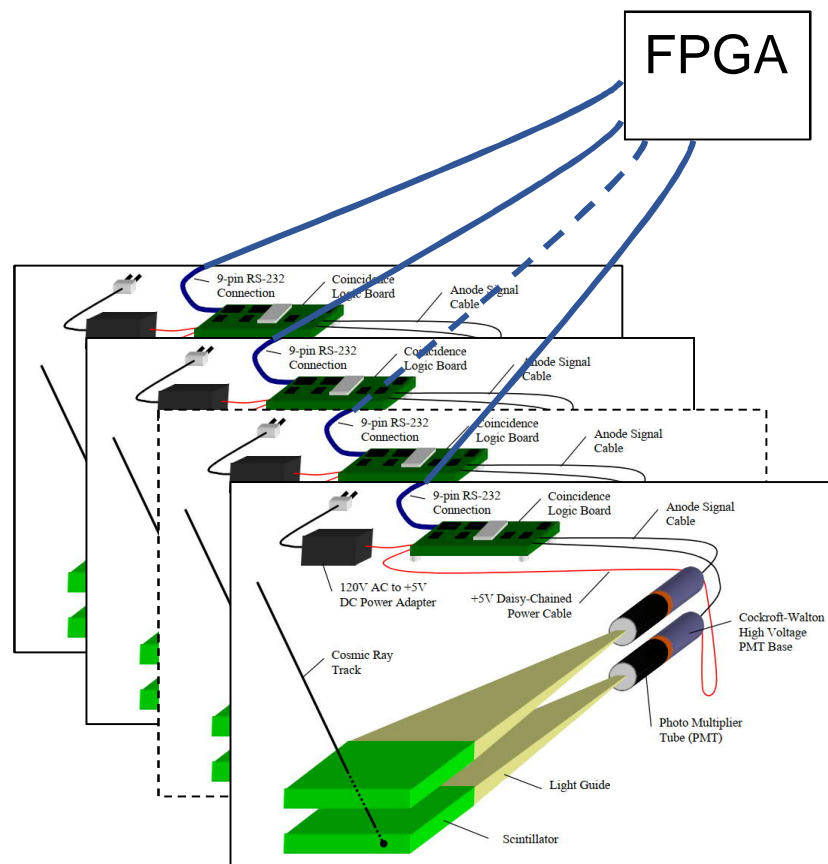 FPGA
9-pin RS-232
Connection
Coincidence
Logic Board
Anode Signal
Cable
9-pin RS-232
Connection
Coincidence
Logic Board
Anode Signal
Cable
9-pin RS-232
Connection
Coincidence
Logic Board
Anode Signal
Cable
9-pin RS-232
Connection
Coincidence
Logic Board
Anode Signal
Cable
120V AC to +5V
DC Power Adapter
+5V Daisy-Chained
Power Cable
Cockroft-Walton
High Voltage
PMT Base
Cosmic Ray
Track
Photo Multiplier
Tube (PMT)
Light Guide
Scintillator